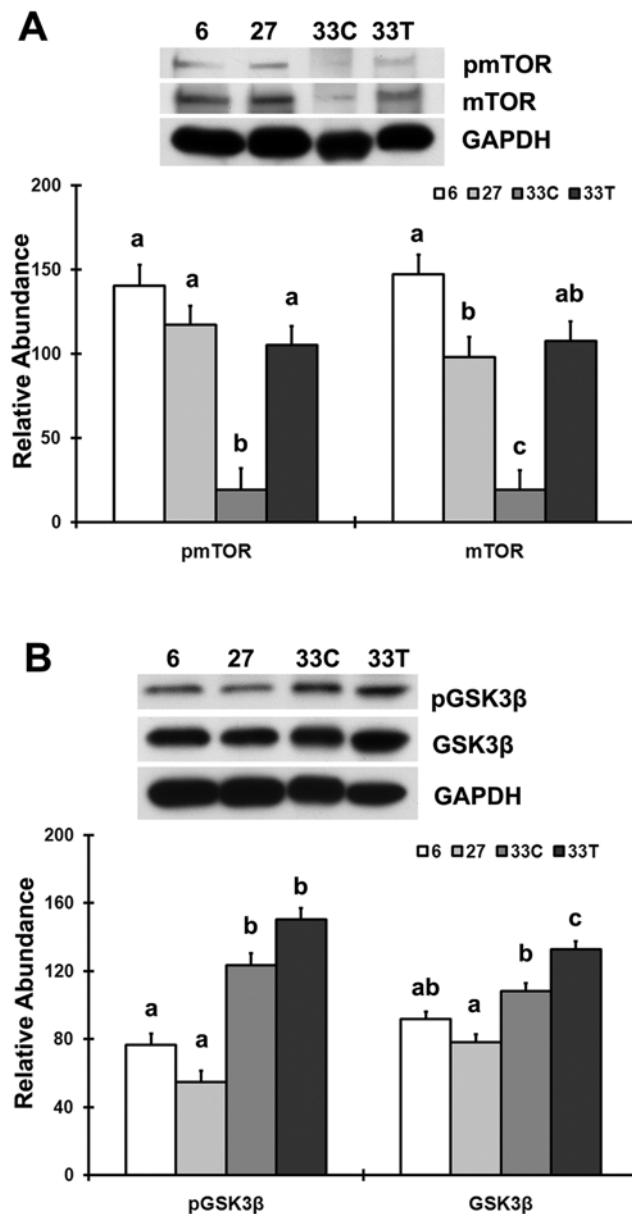 A
6 27 33C 33T
pmTOR
mTOR
GAPDH
200
150
100
50
0
Relative Abundance
6 27 33C 33T
a a b a
a b c ab
pmTOR mTOR
B
6 27 33C 33T
pGSK3β
GSK3β
GAPDH
200
160
120
80
40
0
Relative Abundance
6 27 33C 33T
a a b b
ab a b c
pGSK3β GSK3β